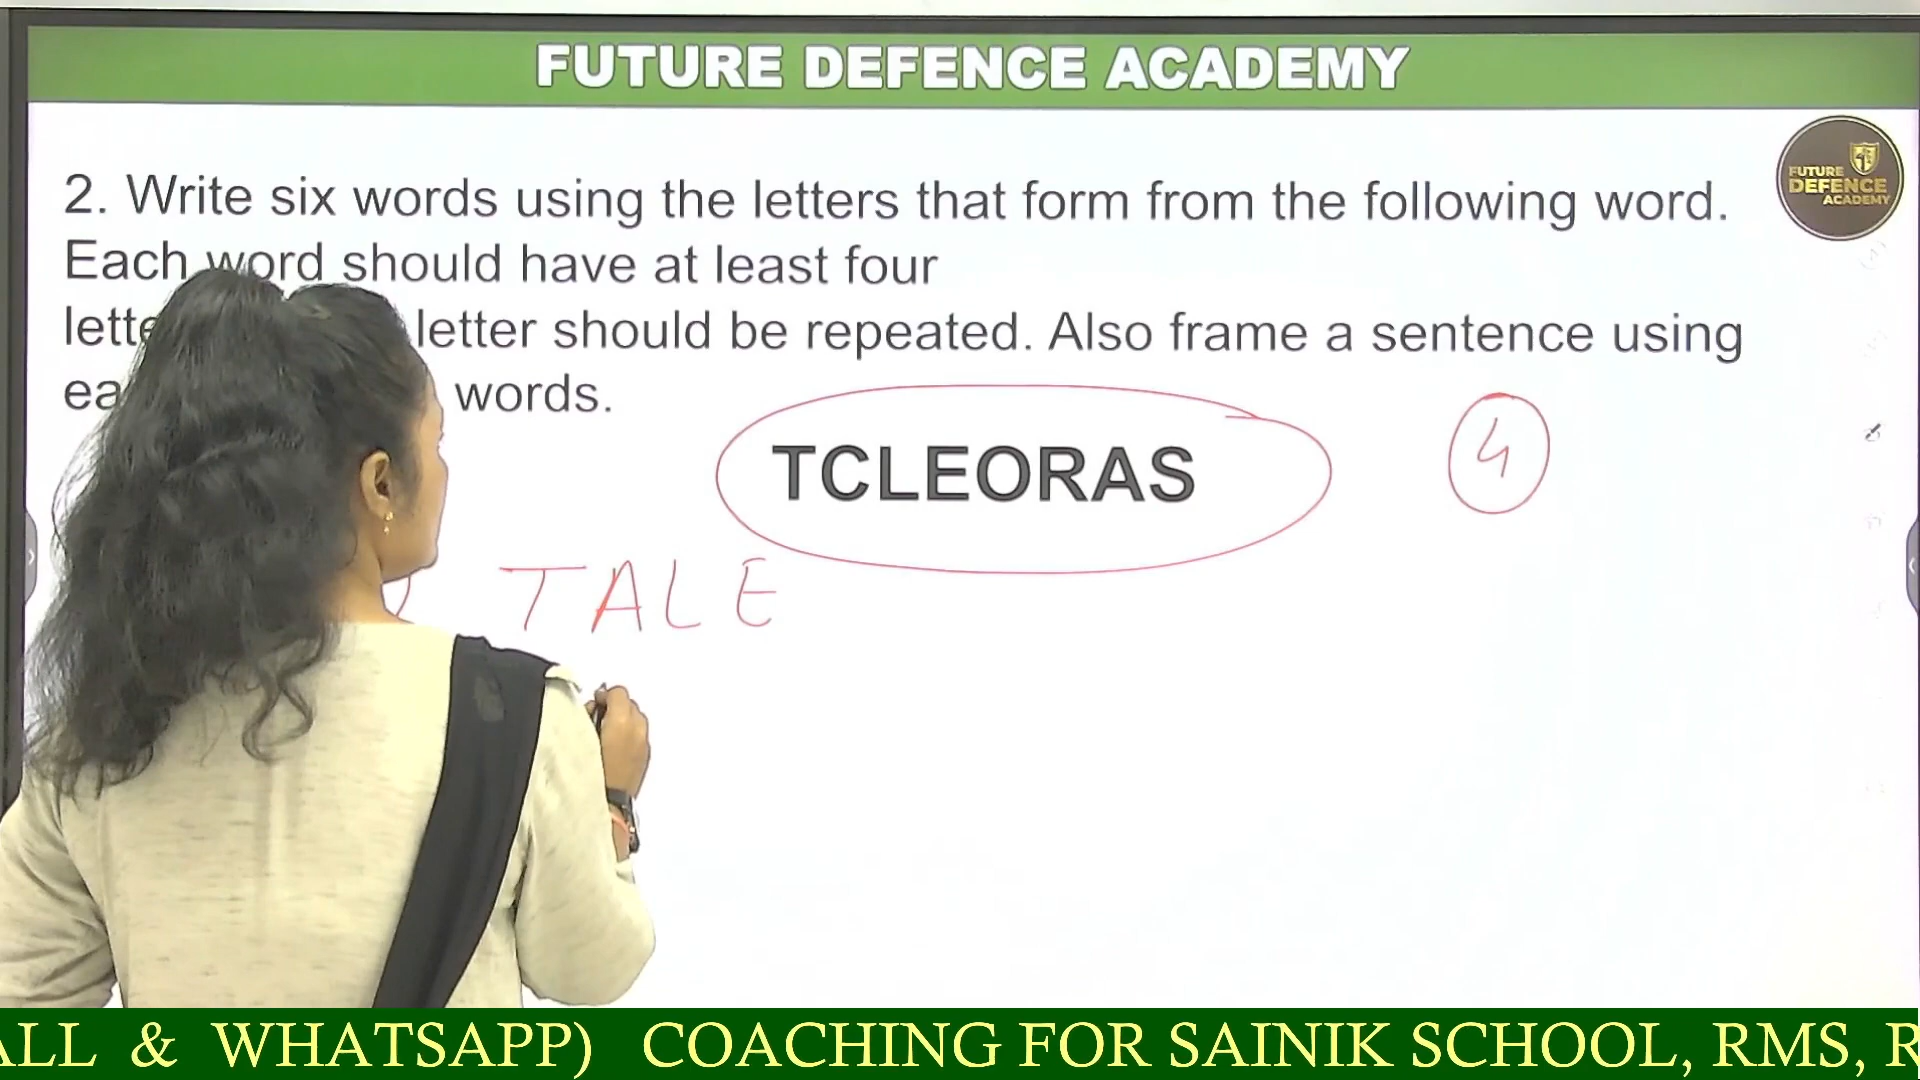 FUTURE DEFENCE ACADEMY
FUTURE
DEFENCE
ACADEMY
2. Write six words using the letters that form from the following word.
Each word should have at least four
letter should be repeated. Also frame a sentence using
words.
TCLEORAS
4
TALE
ALL & WHATSAPP) COACHING FOR SAINIK SCHOOL, RMS, R